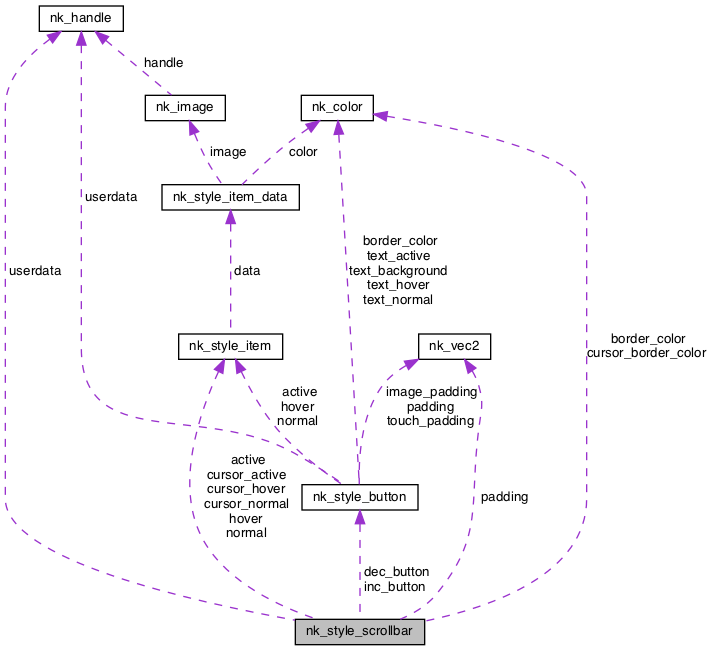 nk_handle
handle
nk_image
nk_color
image
color
userdata
nk_style_item_data
userdata
data
border_color
text_active
text_background
text_hover
text_normal
nk_style_item
nk_vec2
border_color
cursor_border_color
active
hover
normal
image_padding
padding
touch_padding
active
cursor_active
cursor_hover
cursor_normal
hover
normal
nk_style_button
padding
dec_button
inc_button
nk_style_scrollbar